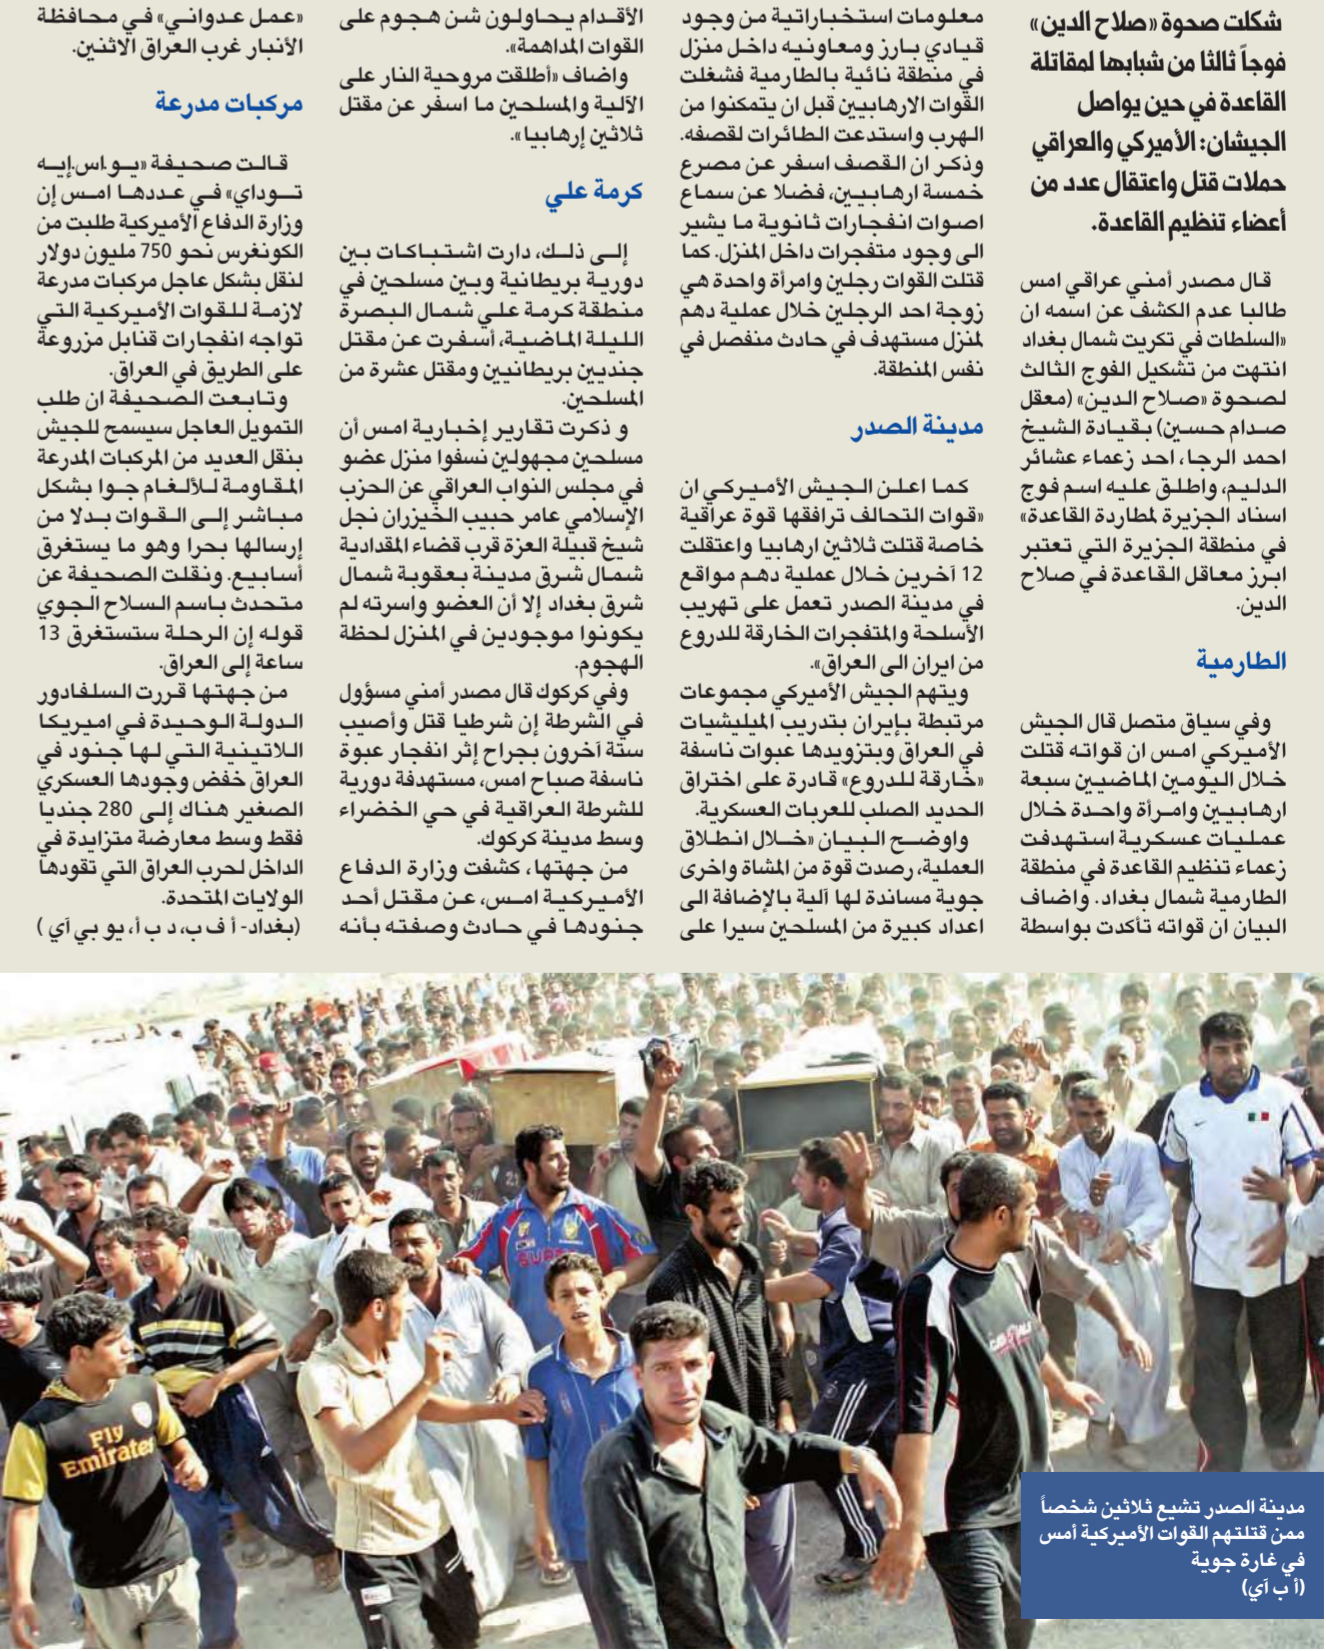 شكلت صحوة «صلاح الدين»
فوجاً ثالثا من شبابها لمقاتلة
القاعدة في حين يواصل
الجيشان: الأميركي والعراقي
حملات قتل واعتقال عدد من
أعضاء تنظيم القاعدة.
قال مصدر أمني عراقي امس
طالبا عدم الكشف عن اسمه ان
«السلطات في تكريت شمال بغداد
انتهت من تشكيل الفوج الثالث
لصحوة «صلاح الدين» (معقل
صدام حسين) بقيادة الشيخ
احمد الرجا، احد زعماء عشائر
الدليم، واطلق عليه اسم فوج
اسناد الجزيرة لمطاردة القاعدة»
في منطقة الجزيرة التي تعتبر
ابرز معاقل القاعدة في صلاح
الدين.
الطارمية
وفي سياق متصل قال الجيش
الأميركي امس ان قواته قتلت
خلال اليومين الماضيين سبعة
ارهابيين وامرأة واحدة خلال
عمليات عسكرية استهدفت
زعماء تنظيم القاعدة في منطقة
الطارمية شمال بغداد. واضاف
البيان ان قواته تأكدت بواسطة
معلومات استخباراتية من وجود
قيادي بارز ومعاونيه داخل منزل
في منطقة نائية بالطارمية فشغلت
القوات الارهابيين قبل ان يتمكنوا من
الهرب واستدعت الطائرات لقصفه.
وذكر ان القصف اسفر عن مصرع
خمسة ارهابيين، فضلا عن سماع
اصوات انفجارات ثانوية ما يشير
الى وجود متفجرات داخل المنزل. كما
قتلت القوات رجلين وامرأة واحدة هي
زوجة احد الرجلين خلال عملية دهم
لمنزل مستهدف في حادث منفصل في
نفس المنطقة.
مدينة الصدر
كما اعلن الجيش الأميركي ان
«قوات التحالف ترافقها قوة عراقية
خاصة قتلت ثلاثين ارهابيا واعتقلت
12 آخرين خلال عملية دهم مواقع
في مدينة الصدر تعمل على تهريب
الأسلحة والمتفجرات الخارقة للدروع
من ايران الى العراق».
ويتهم الجيش الأميركي مجموعات
مرتبطة بإيران بتدريب الميليشيات
في العراق وبتزويدها عبوات ناسفة
«خارقة للدروع» قادرة على اختراق
الحديد الصلب للعربات العسكرية.
واوضح البيان «خلال انطلاق
العملية، رصدت قوة من المشاة واخرى
جوية مساندة لها آلية بالإضافة الى
اعداد كبيرة من المسلحين سيرا على
الأقدام يحاولون شن هجوم على
القوات المداهمة».
واضاف «أطلقت مروحية النار على
الآلية والمسلحين ما اسفر عن مقتل
ثلاثين إرهابيا».
كرمة علي
إلى ذلك، دارت اشتباكات بين
دورية بريطانية وبين مسلحين في
منطقة كرمة علي شمال البصرة
الليلة الماضية، أسفرت عن مقتل
جنديين بريطانيين ومقتل عشرة من
المسلحين.
و ذكرت تقارير إخبارية امس أن
مسلحين مجهولين نسفوا منزل عضو
في مجلس النواب العراقي عن الحزب
الإسلامي عامر حبيب الخيزران نجل
شيخ قبيلة العزة قرب قضاء المقدادية
شمال شرق مدينة بعقوبة شمال
شرق بغداد إلا أن العضو واسرته لم
يكونوا موجودين في المنزل لحظة
الهجوم.
وفي كركوك قال مصدر أمني مسؤول
في الشرطة إن شرطيا قتل وأصيب
ستة آخرون بجراح إثر انفجار عبوة
ناسفة صباح امس، مستهدفة دورية
للشرطة العراقية في حي الخضراء
وسط مدينة كركوك.
من جهتها، كشفت وزارة الدفاع
الأميركية امس، عن مقتل أحد
جنودها في حادث وصفته بأنه
«عمل عدواني» في محافظة
الأنبار غرب العراق الاثنين.
مركبات مدرعة
قالت صحيفة «يو.اس.إيه
توداي» في عددها امس إن
وزارة الدفاع الأميركية طلبت من
الكونغرس نحو 750 مليون دولار
لنقل بشكل عاجل مركبات مدرعة
لازمة للقوات الأميركية التي
تواجه انفجارات قنابل مزروعة
على الطريق في العراق.
وتابعت الصحيفة ان طلب
التمويل العاجل سيسمح للجيش
بنقل العديد من المركبات المدرعة
المقاومة للألغام جوا بشكل
مباشر إلى القوات بدلا من
إرسالها بحرا وهو ما يستغرق
أسابيع. ونقلت الصحيفة عن
متحدث باسم السلاح الجوي
قوله إن الرحلة ستستغرق 13
ساعة إلى العراق.
من جهتها قررت السلفادور
الدولة الوحيدة في اميريكا
اللاتينية التي لها جنود في
العراق خفض وجودها العسكري
الصغير هناك إلى 280 جنديا
فقط وسط معارضة متزايدة في
الداخل لحرب العراق التي تقودها
الولايات المتحدة.
(بغداد- أ ف ب، د ب أ، يو بي آي )
Fly
Emirates
مدينة الصدر تشيع ثلاثين شخصاً
ممن قتلتهم القوات الأميركية أمس
في غارة جوية
(أ ب آي)